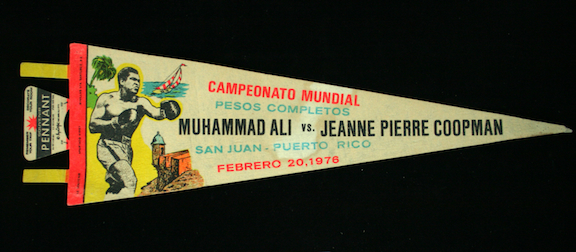 CAMPEONATO MUNDIAL
PESOS COMPLETOS
MUHAMMAD ALI vs. JEANNE PIERRE COOPMAN
SAN JUAN - PUERTO RICO
FEBRERO 20, 1976
PENNANT